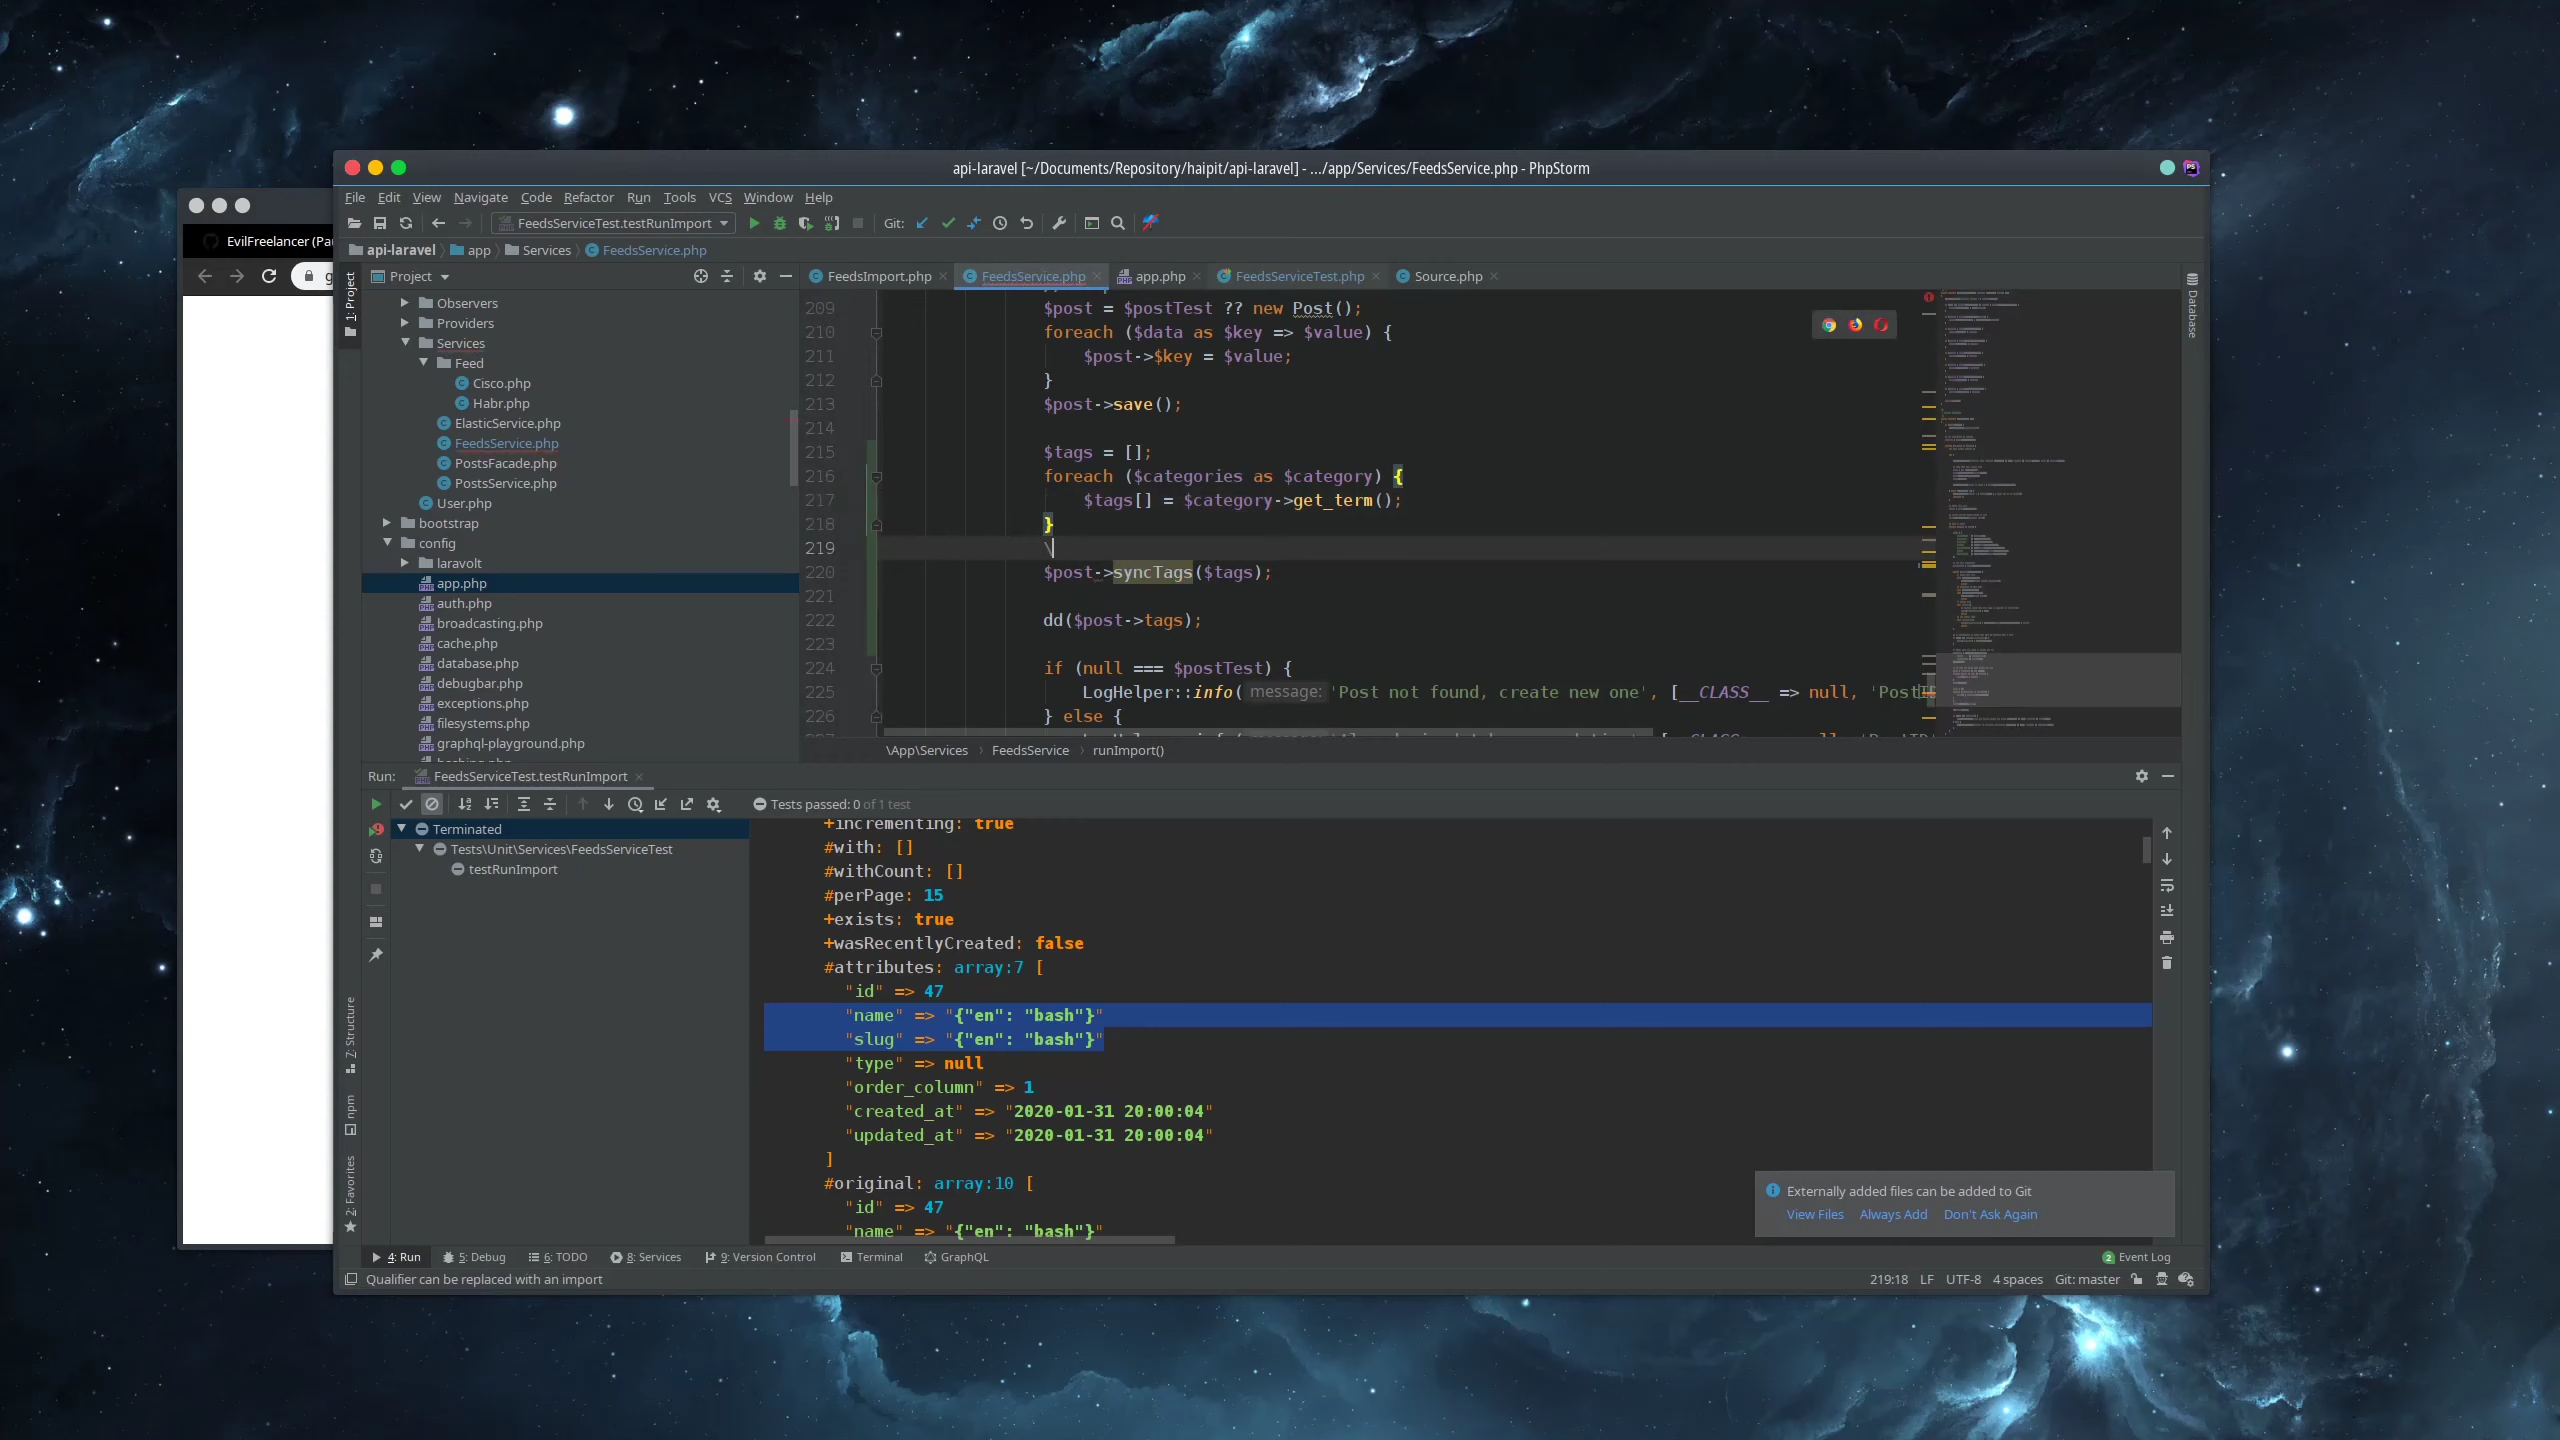 api-laravel [~/Documents/Repository/haipit/api-laravel] - .../app/Services/FeedsService.php - PhpStorm
File Edit View Navigate Code Refactor Run Tools VCS Window Help
EvilFreelancer (Pau
FeedsServiceTest.testRunImport
Git:
api-laravel app Services FeedsService.php
1: Project
Project
FeedsImport.php FeedsService.php app.php FeedsServiceTest.php Source.php
Database
Observers
Providers
Services
Feed
Cisco.php
Habr.php
ElasticService.php
FeedsService.php
PostsFacade.php
PostsService.php
User.php
bootstrap
config
laravolt
app.php
auth.php
broadcasting.php
cache.php
database.php
debugbar.php
exceptions.php
filesystems.php
graphql-playground.php
209 $post = $postTest ?? new Post();
210 foreach ($data as $key => $value) {
211 $post->$key = $value;
212 }
213 $post->save();
214
215 $tags = [];
216 foreach ($categories as $category) {
217 $tags[] = $category->get_term();
218 }
219 \
220 $post->syncTags($tags);
221
222 dd($post->tags);
223
224 if (null === $postTest) {
225 LogHelper::info( message: 'Post not found, create new one', [__CLASS__ => null, 'PostI
226 } else {
\App\Services FeedsService runImport()
Run: FeedsServiceTest.testRunImport
Tests passed: 0 of 1 test
Terminated
Tests\Unit\Services\FeedsServiceTest
testRunImport
+incrementing: true
#with: []
#withCount: []
#perPage: 15
+exists: true
+wasRecentlyCreated: false
#attributes: array:7 [
"id" => 47
"name" => "{"en": "bash"}"
"slug" => "{"en": "bash"}"
"type" => null
"order_column" => 1
"created_at" => "2020-01-31 20:00:04"
"updated_at" => "2020-01-31 20:00:04"
]
#original: array:10 [
"id" => 47
"name" => "{"en": "bash"}"
7: Structure
npm
2: Favorites
Externally added files can be added to Git
View Files Always Add Don't Ask Again
4: Run 5: Debug 6: TODO 8: Services 9: Version Control Terminal GraphQL
2 Event Log
Qualifier can be replaced with an import
219:18 LF UTF-8 4 spaces Git: master